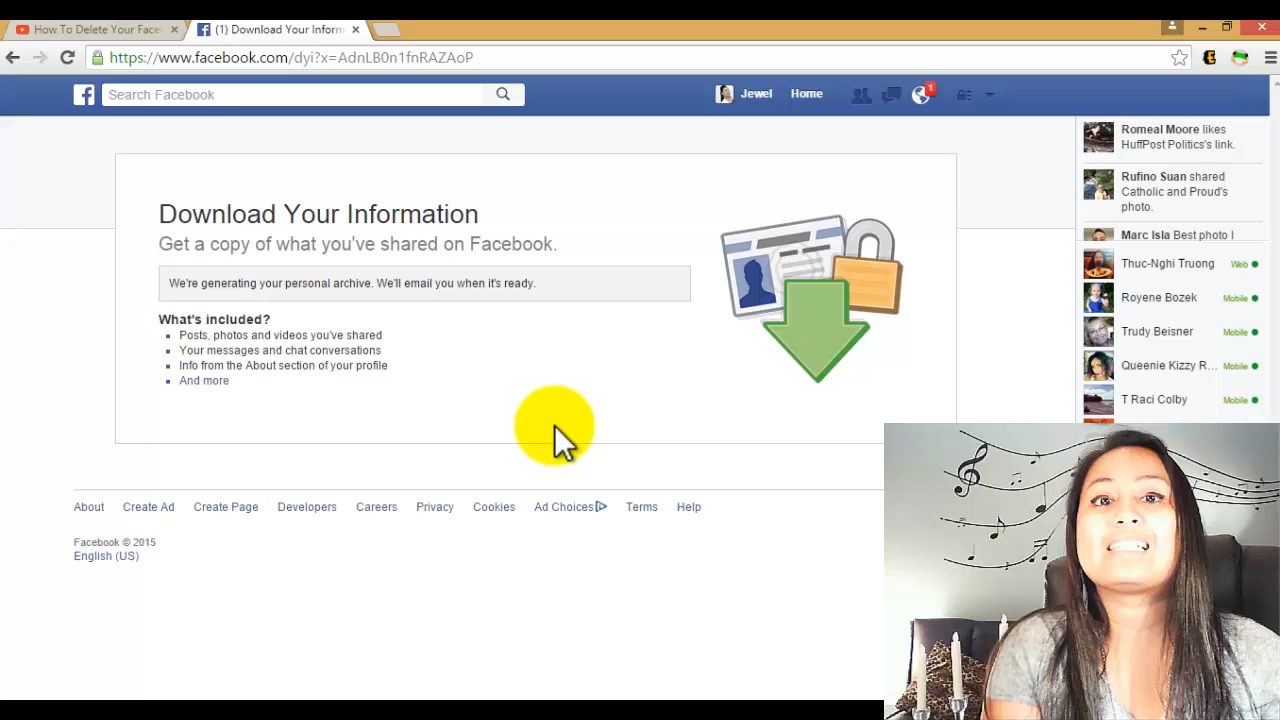 How To Delete Your Facel
(1) Download Your Inform
https://www.facebook.com/dyi?x=AdnLB0n1fnRAZAoP
Search Facebook
Jewel
Home
1
Romeal Moore likes
HuffPost Politics's link.
Rufino Suan shared
Catholic and Proud's
photo.
Marc Isla Best photo I
Thuc-Nghi Truong Web
Royene Bozek Mobile
Trudy Beisner Mobile
Queenie Kizzy R... Mobile
T Raci Colby Mobile
Download Your Information
Get a copy of what you've shared on Facebook.
We're generating your personal archive. We'll email you when it's ready.
What's included?
Posts, photos and videos you've shared
Your messages and chat conversations
Info from the About section of your profile
And more
About Create Ad Create Page Developers Careers Privacy Cookies Ad Choices Terms Help
Facebook © 2015
English (US)